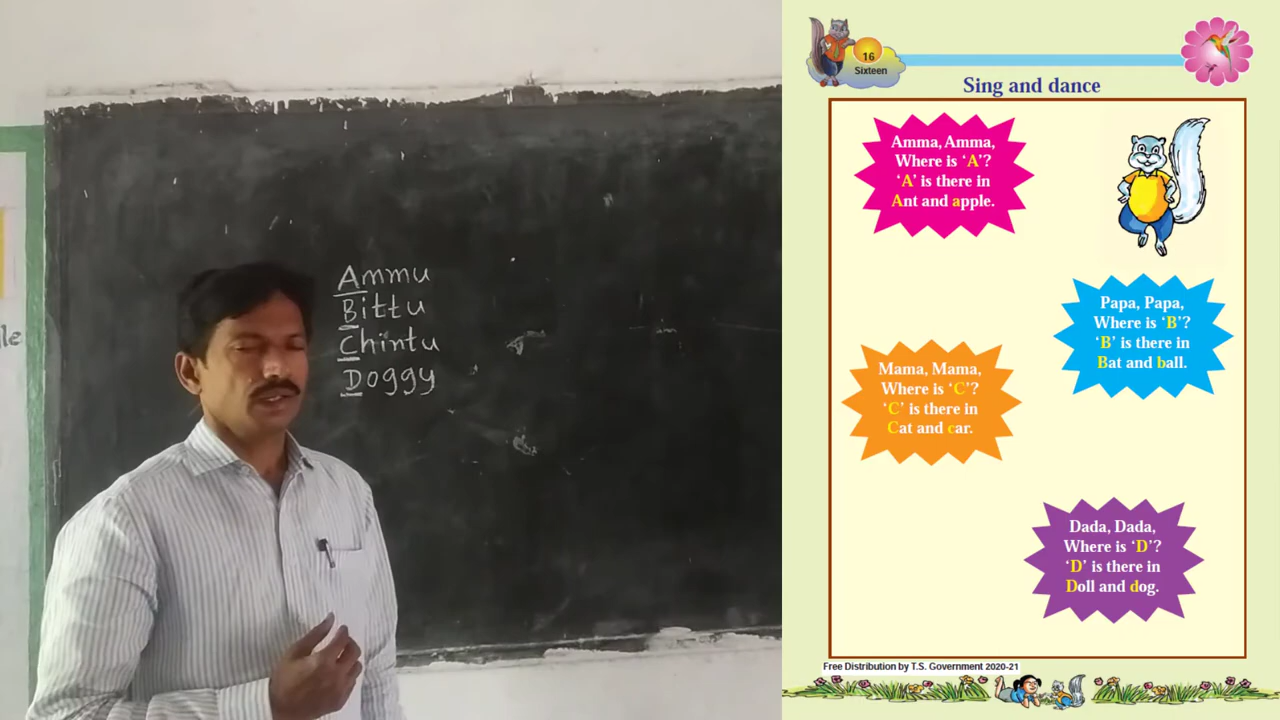 Ammu
Bittu
Chintu
Doggy
16
Sixteen
Sing and dance
Amma, Amma,
Where is ‘A’?
‘A’ is there in
Ant and apple.
Papa, Papa,
Where is ‘B’?
‘B’ is there in
Bat and ball.
Mama, Mama,
Where is ‘C’?
‘C’ is there in
Cat and car.
Dada, Dada,
Where is ‘D’?
‘D’ is there in
Doll and dog.
Free Distribution by T.S. Government 2020-21